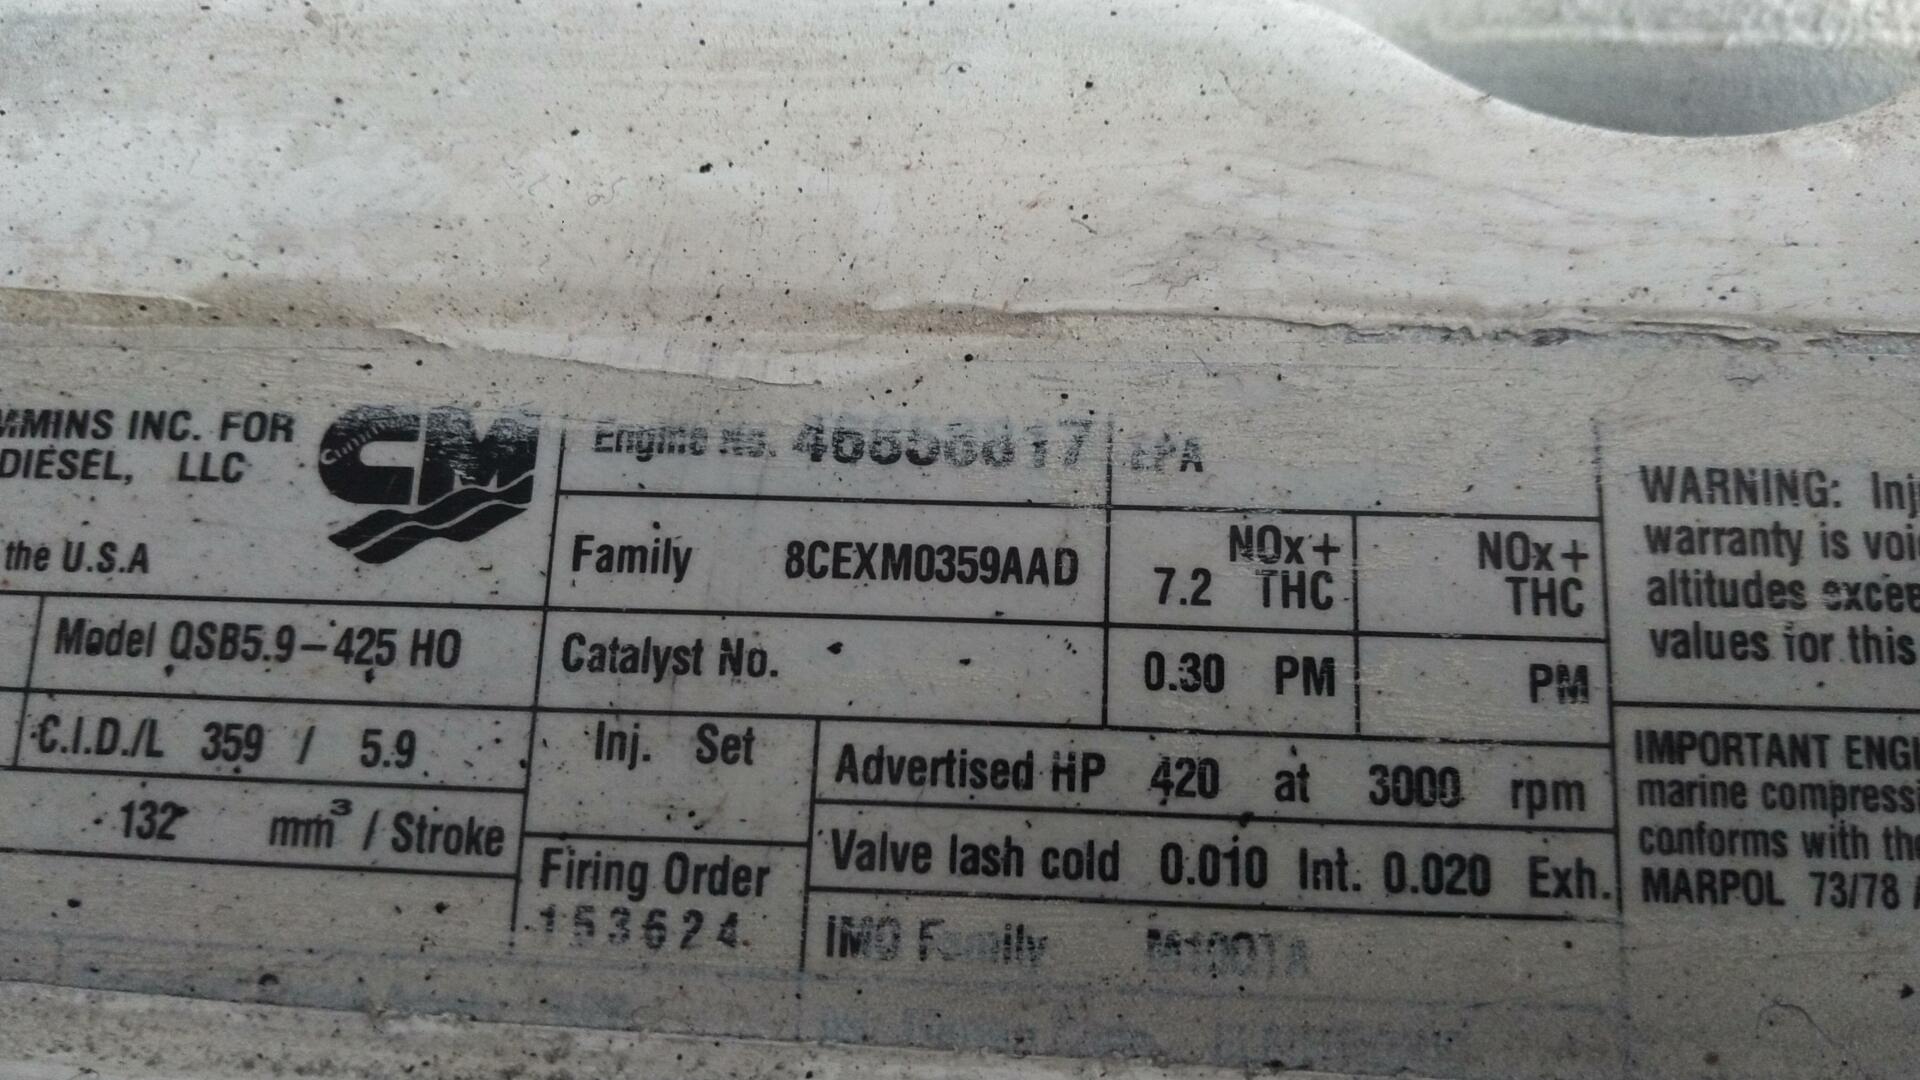 MMINS INC. FOR
DIESEL, LLC
the U.S.A
CM
Cummins
Engine No.
EPA
Family 8CEXM0359AAD
7.2 NOx+ THC
NOx+ THC
Model QSB5.9-425 HO
Catalyst No.
0.30 PM
PM
C.I.D./L 359 / 5.9
Inj. Set
Advertised HP 420 at 3000 rpm
132 mm³ / Stroke
Firing Order
153624
Valve lash cold 0.010 Int. 0.020 Exh.
IMO Family
WARNING: Inj
warranty is voi
altitudes excee
values for this
IMPORTANT ENGI
marine compressi
conforms with the
MARPOL 73/78